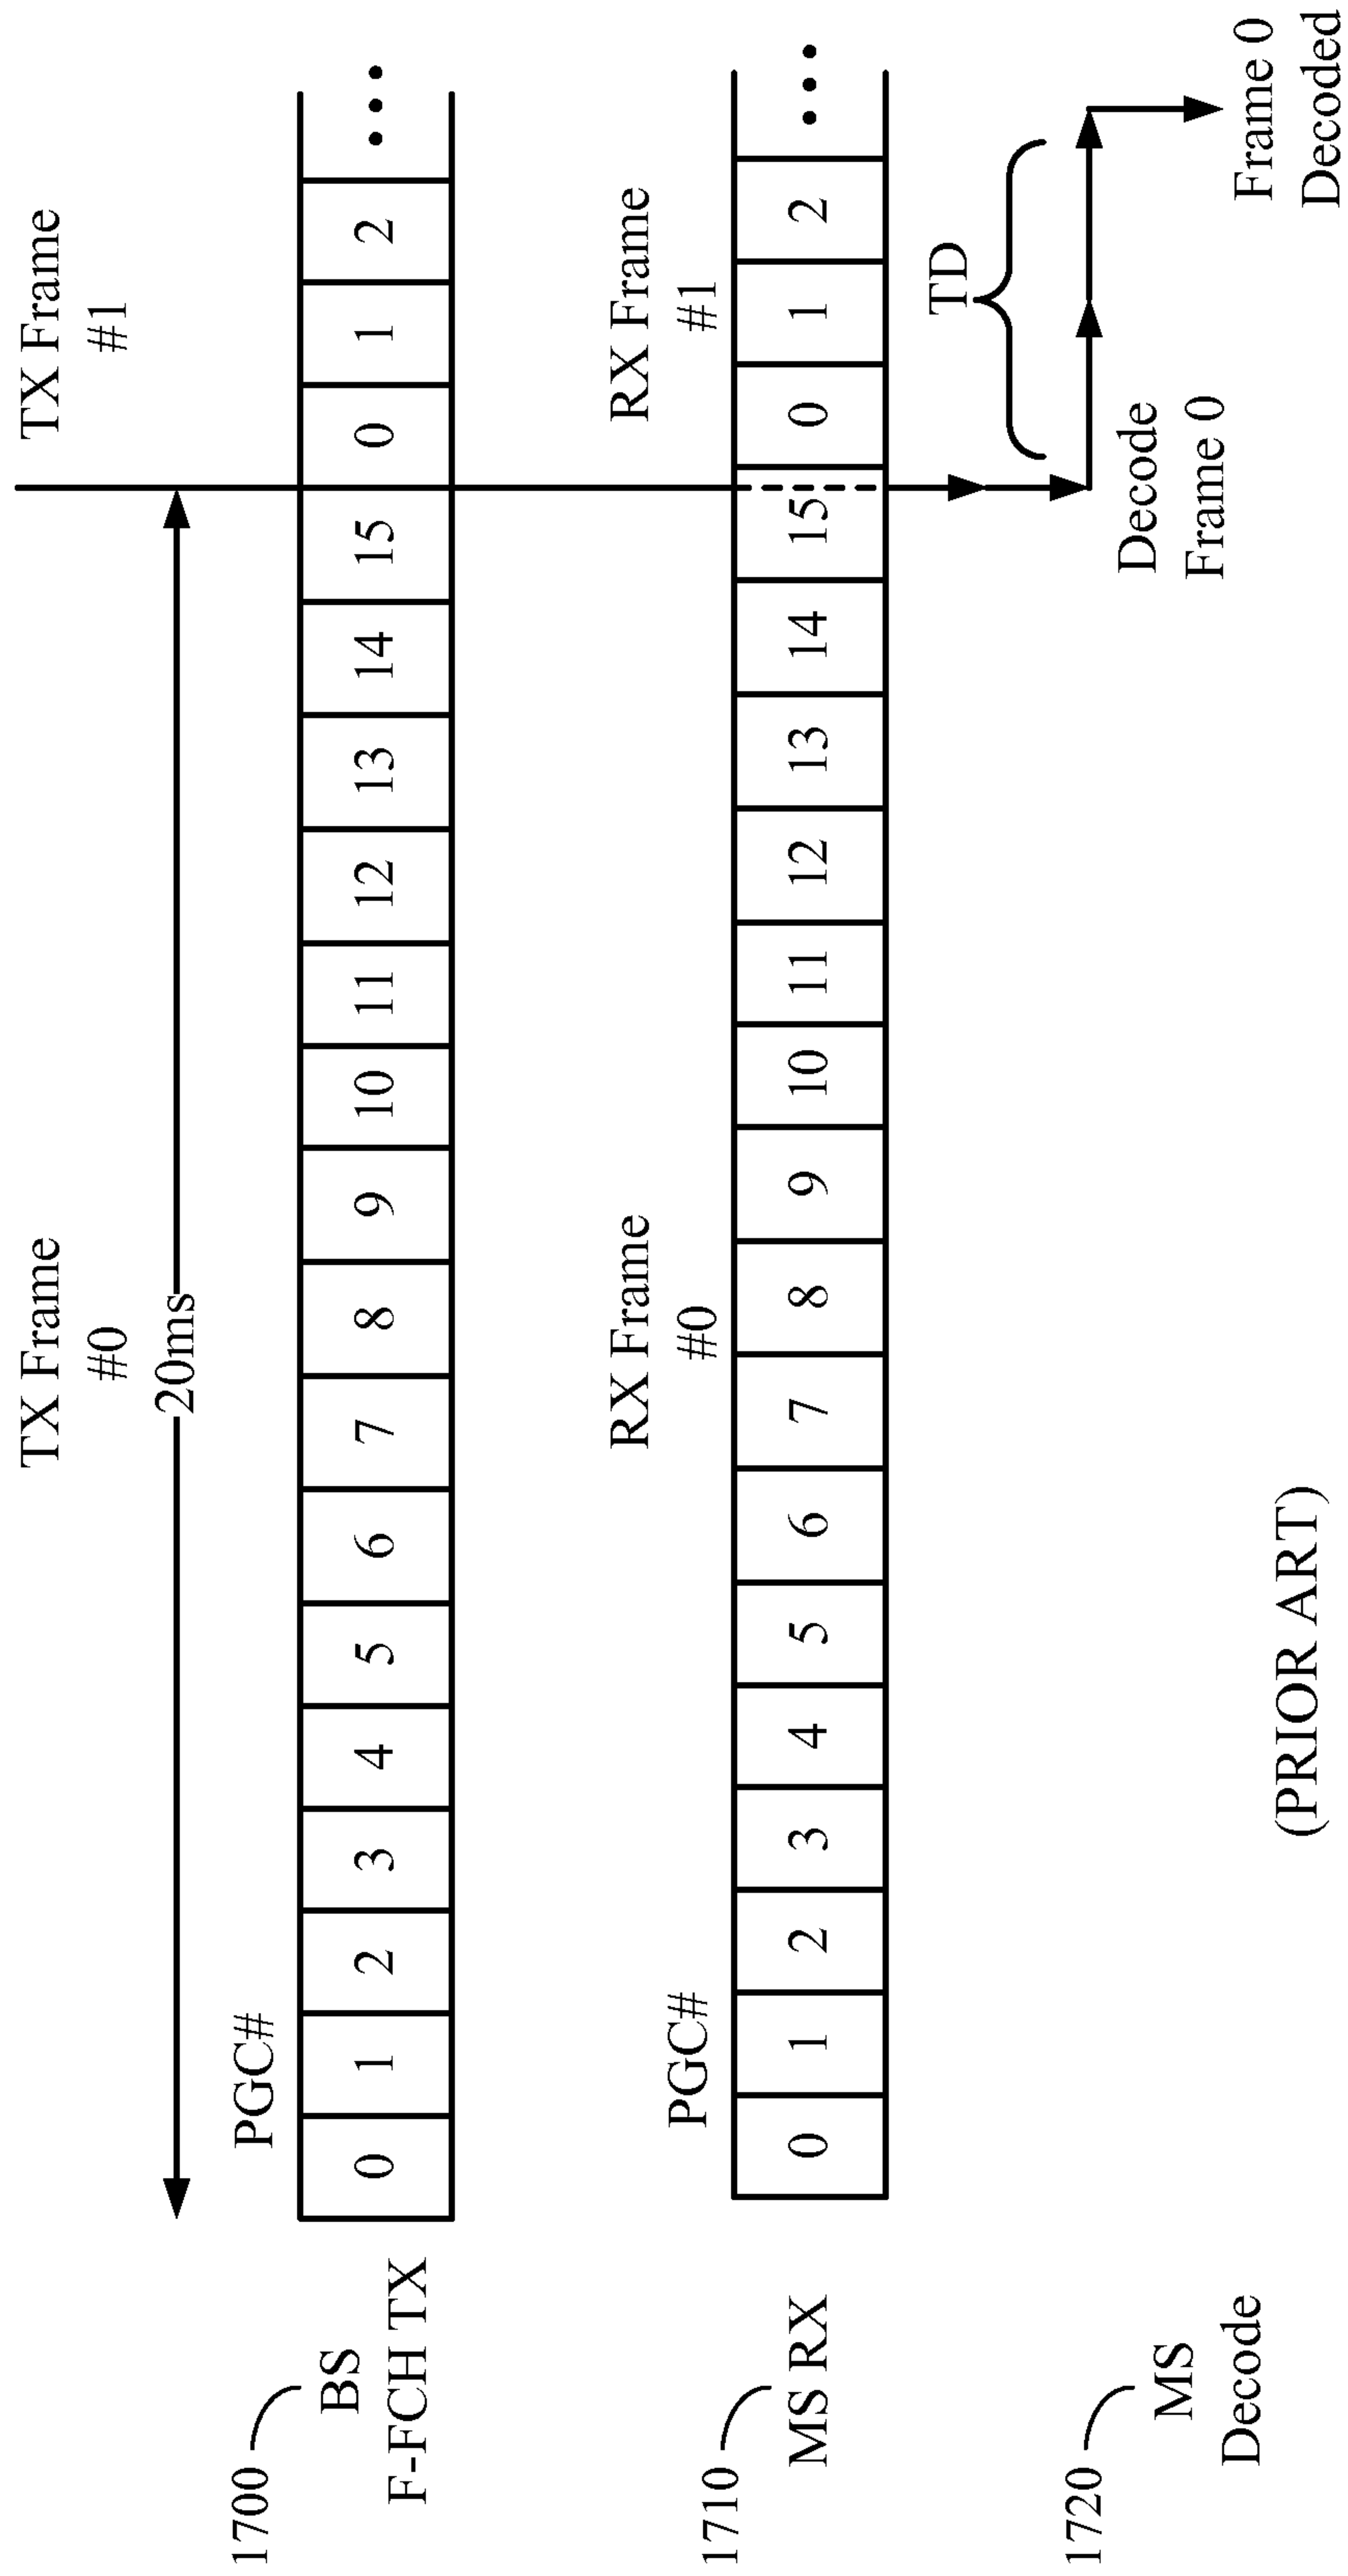 TX Frame
#0
TX Frame
#1
20ms
PGC#
1700
BS
F-FCH TX
0 1 2 3 4 5 6 7 8 9 10 11 12 13 14 15 0 1 2 •••
RX Frame
#0
RX Frame
#1
PGC#
1710
MS RX
0 1 2 3 4 5 6 7 8 9 10 11 12 13 14 15 0 1 2 •••
TD
1720
MS
Decode
Decode
Frame 0
Frame 0
Decoded
(PRIOR ART)